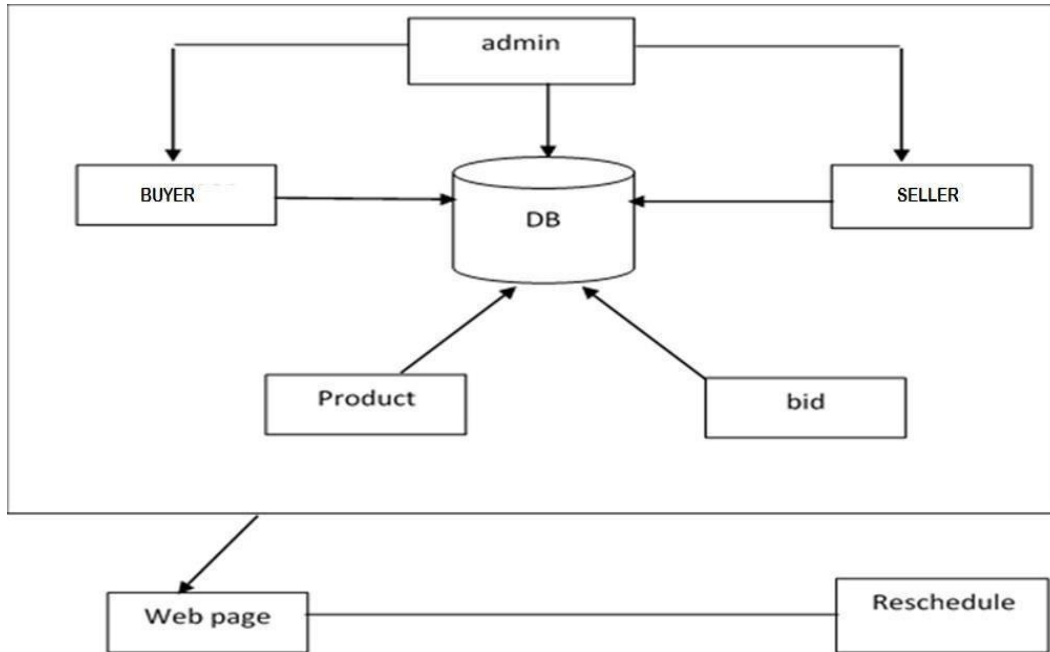 admin
BUYER
SELLER
DB
Product
bid
Web page
Reschedule